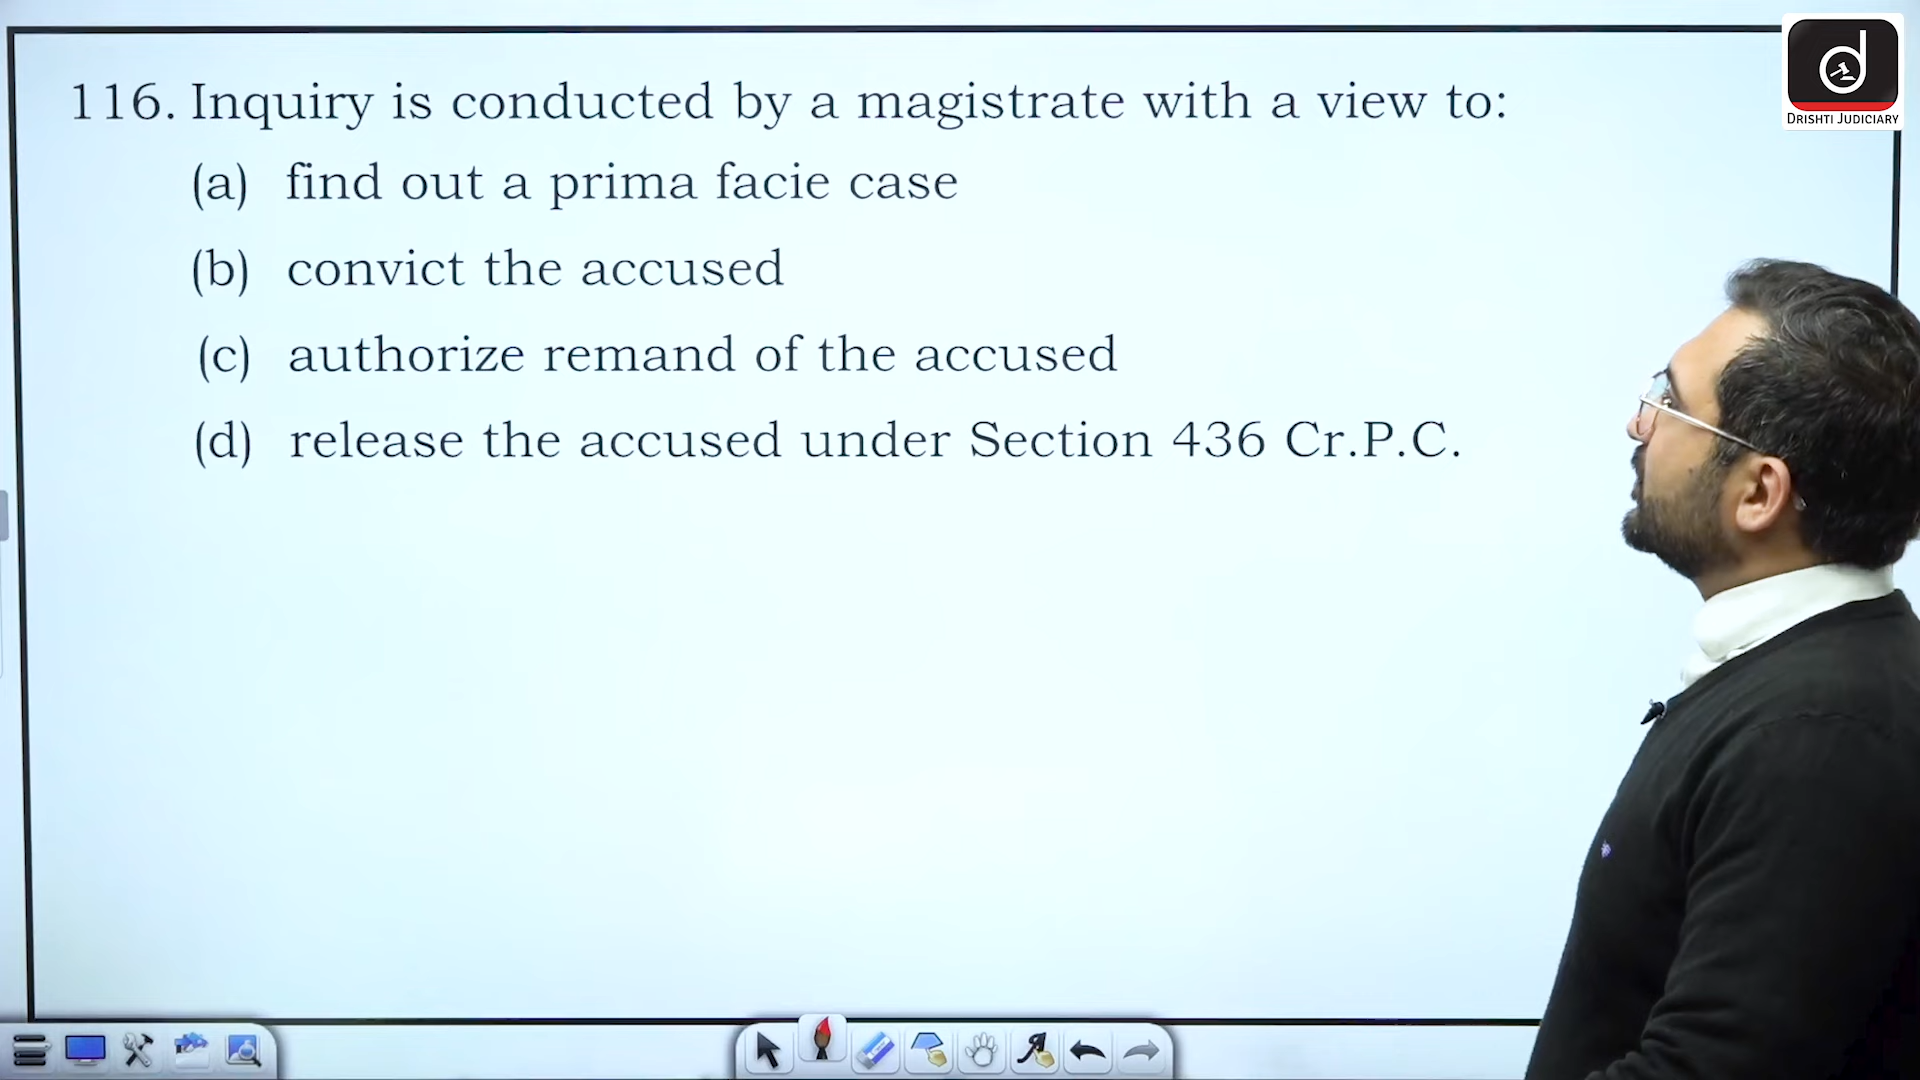 116. Inquiry is conducted by a magistrate with a view to:
(a) find out a prima facie case
(b) convict the accused
(c) authorize remand of the accused
(d) release the accused under Section 436 Cr.P.C.
DRISHTI JUDICIARY